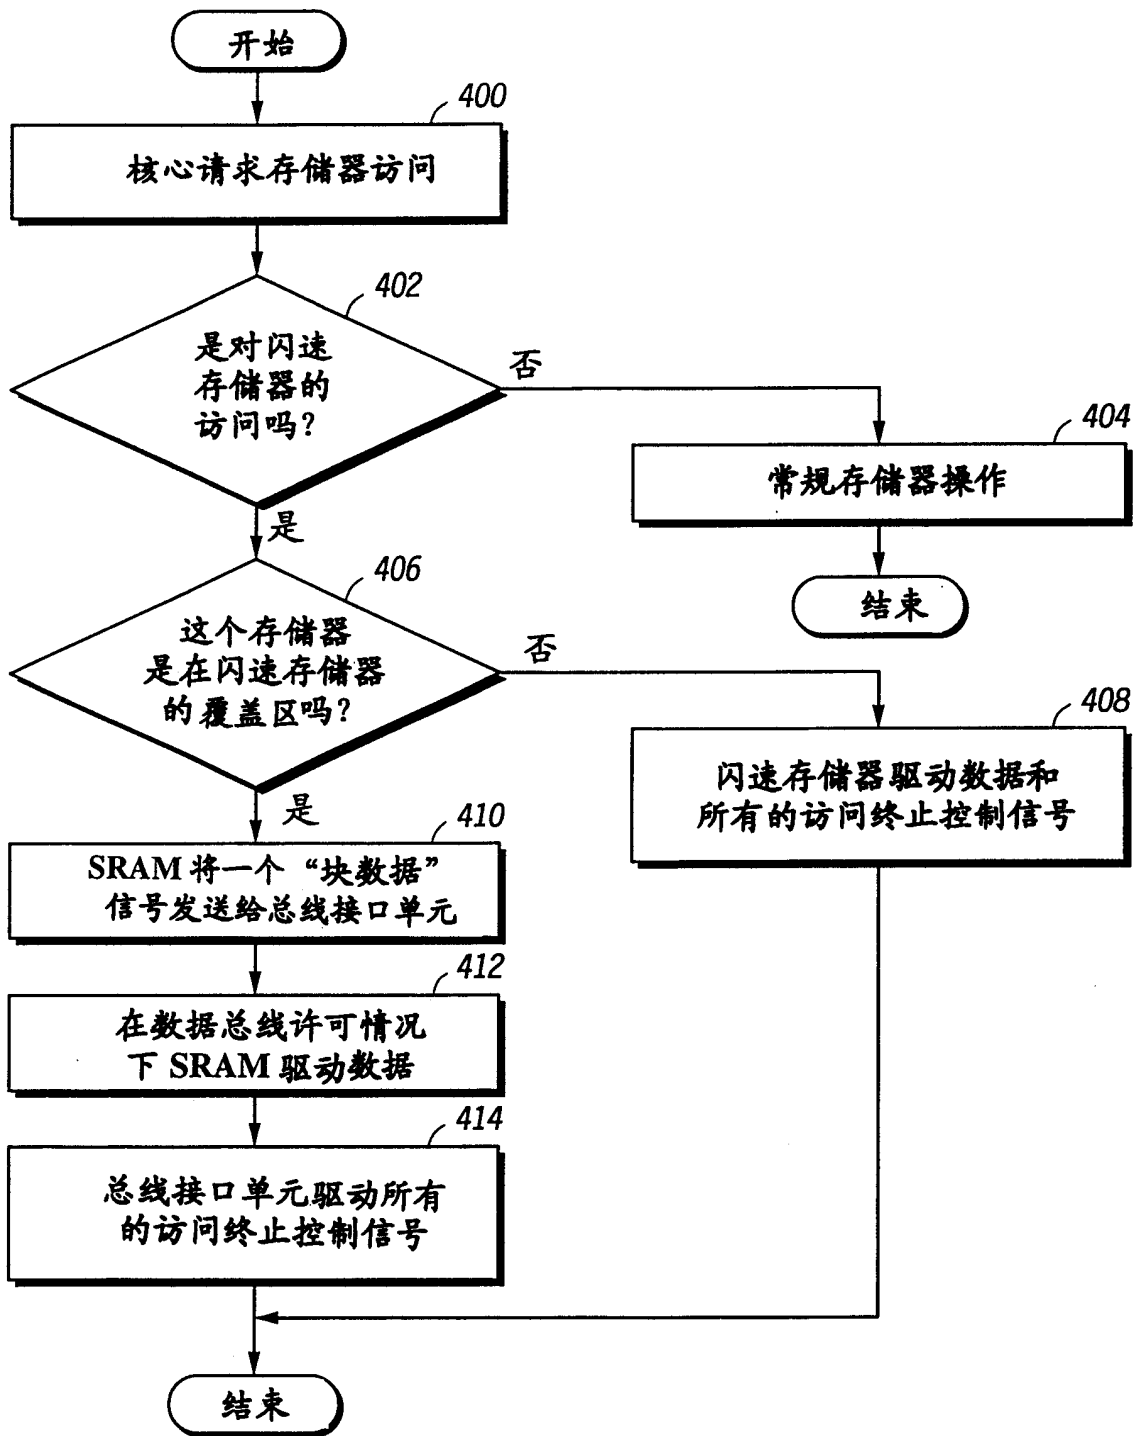 开始
400
核心请求存储器访问
402
是对闪速
存储器的
访问吗？
否
404
常规存储器操作
结束
是
406
这个存储器
是在闪速存储器
的覆盖区吗？
否
408
闪速存储器驱动数据和
所有的访问终止控制信号
是
410
SRAM 将一个“块数据”
信号发送给总线接口单元
412
在数据总线许可情况
下 SRAM 驱动数据
414
总线接口单元驱动所有
的访问终止控制信号
结束